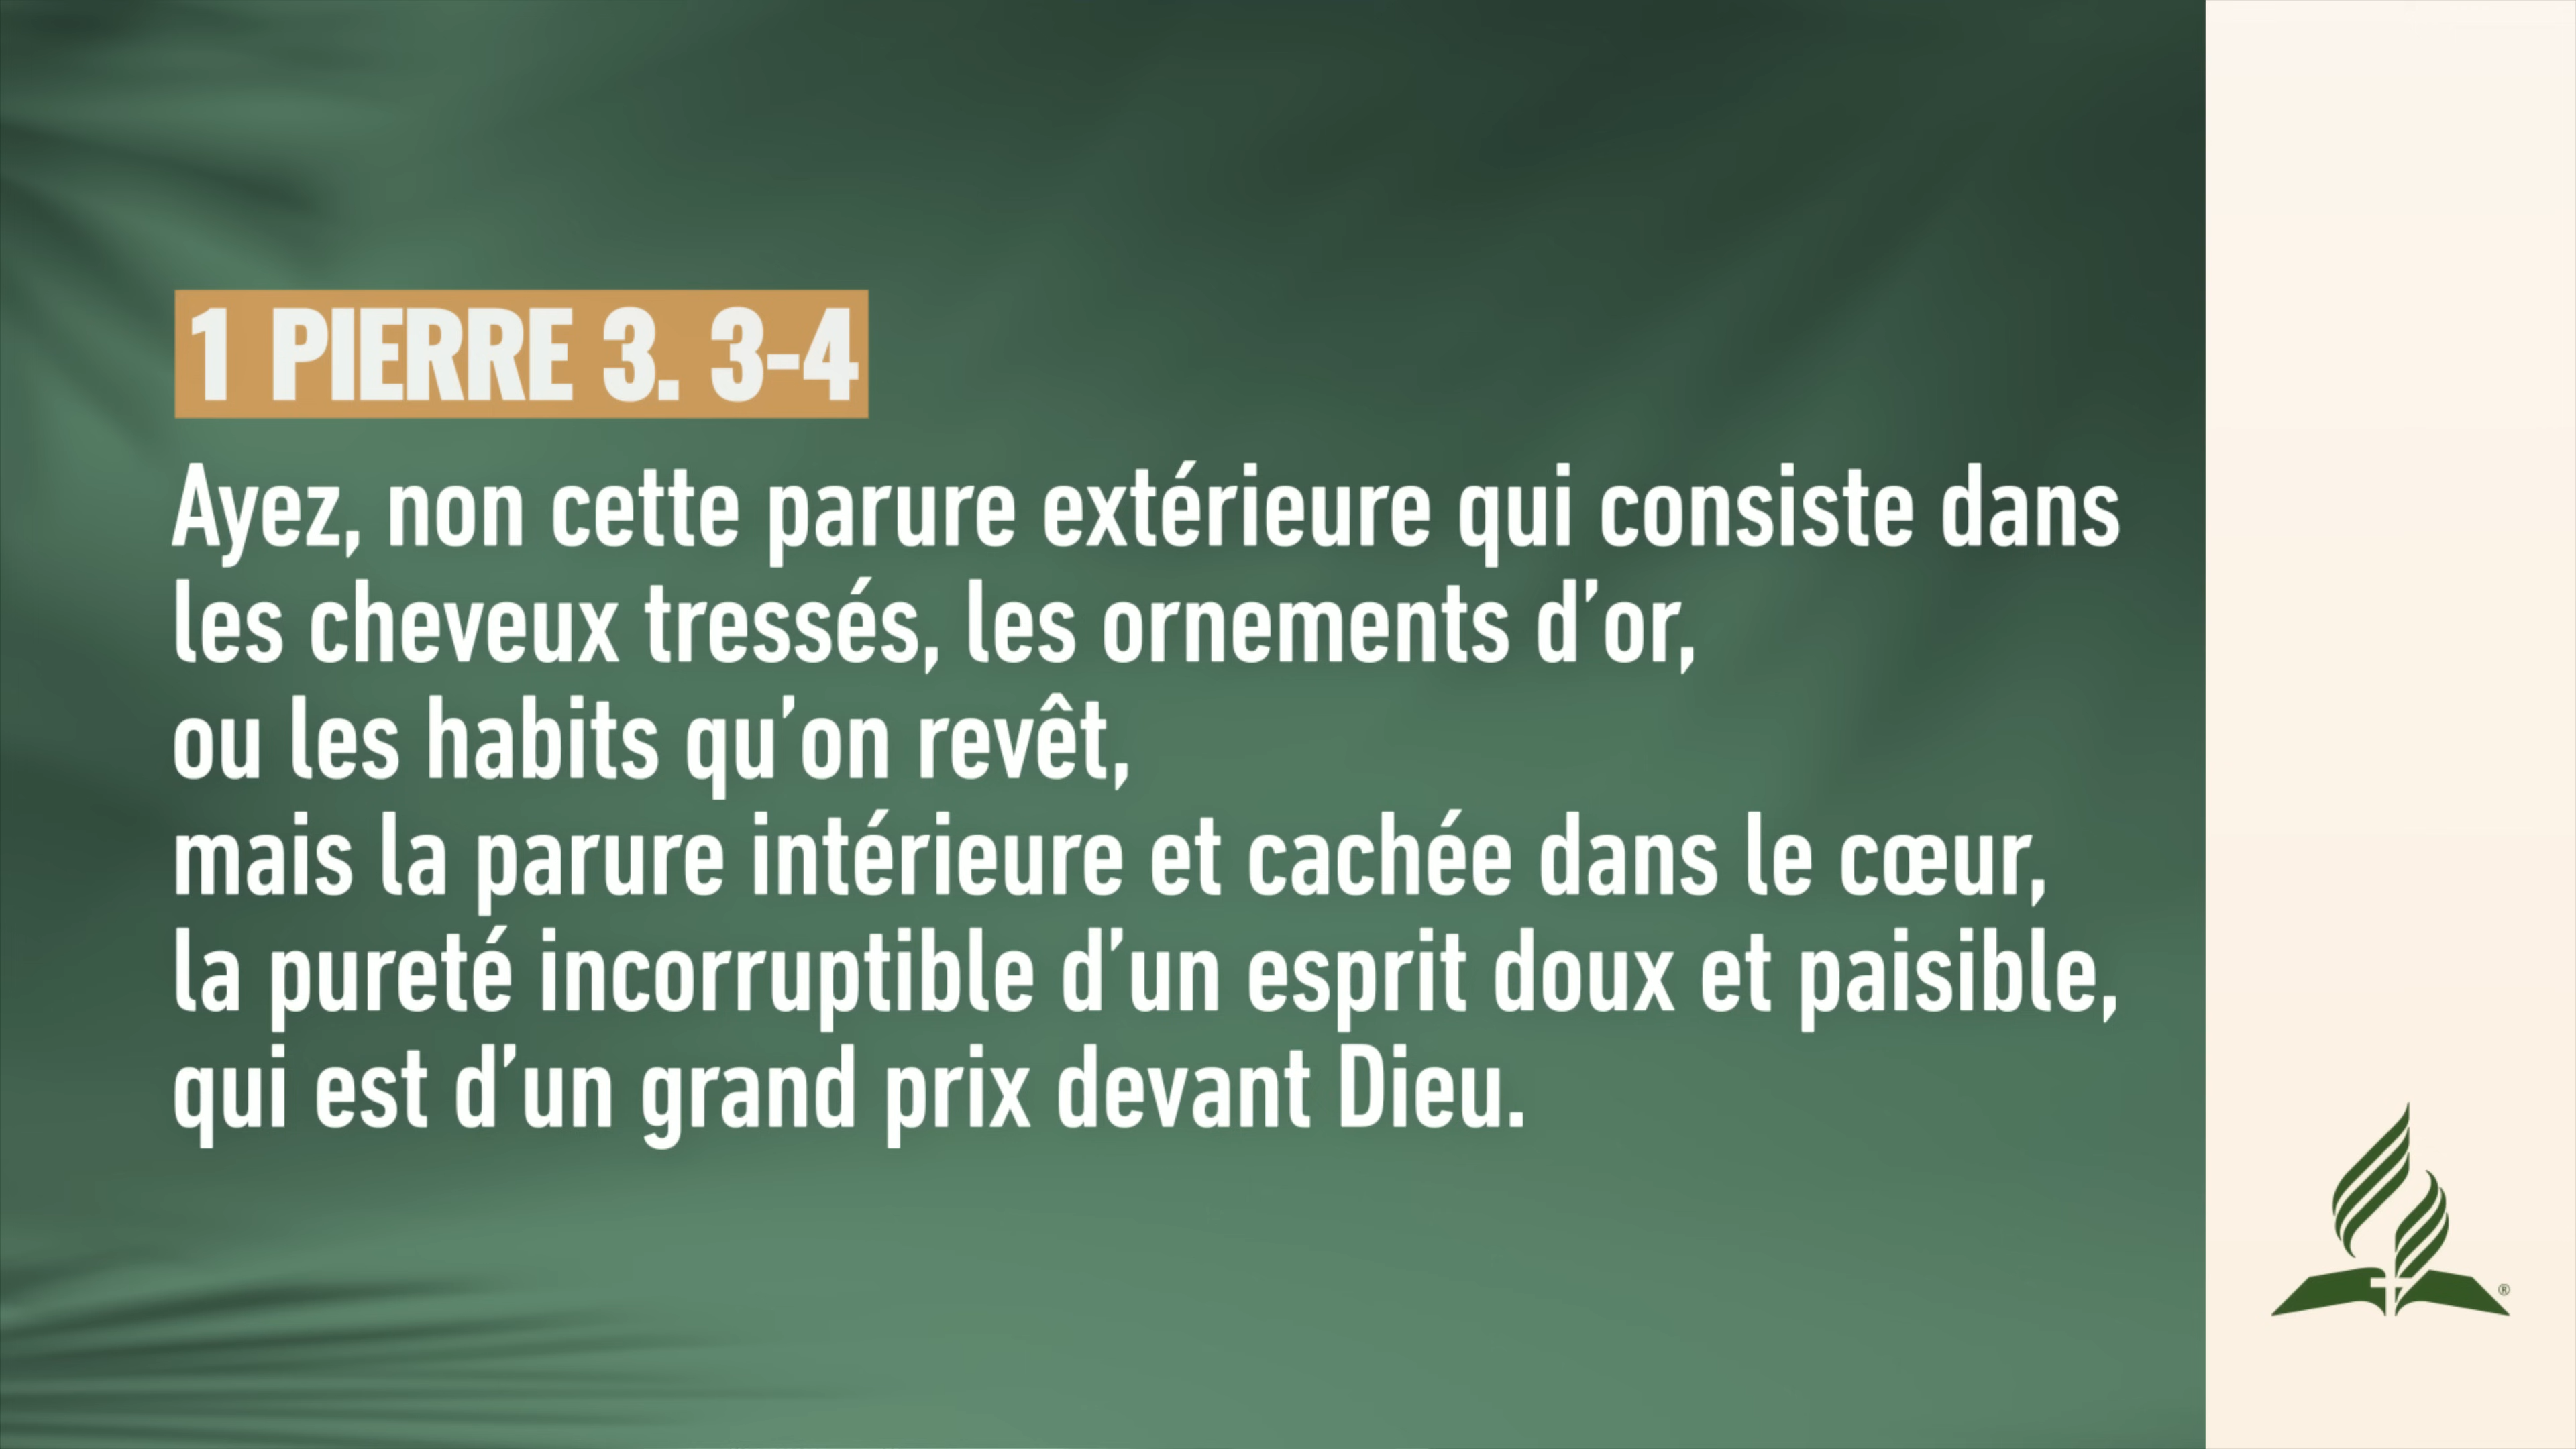 1 PIERRE 3. 3-4
Ayez, non cette parure extérieure qui consiste dans
les cheveux tressés, les ornements d’or,
ou les habits qu’on revêt,
mais la parure intérieure et cachée dans le cœur,
la pureté incorruptible d’un esprit doux et paisible,
qui est d’un grand prix devant Dieu.
®